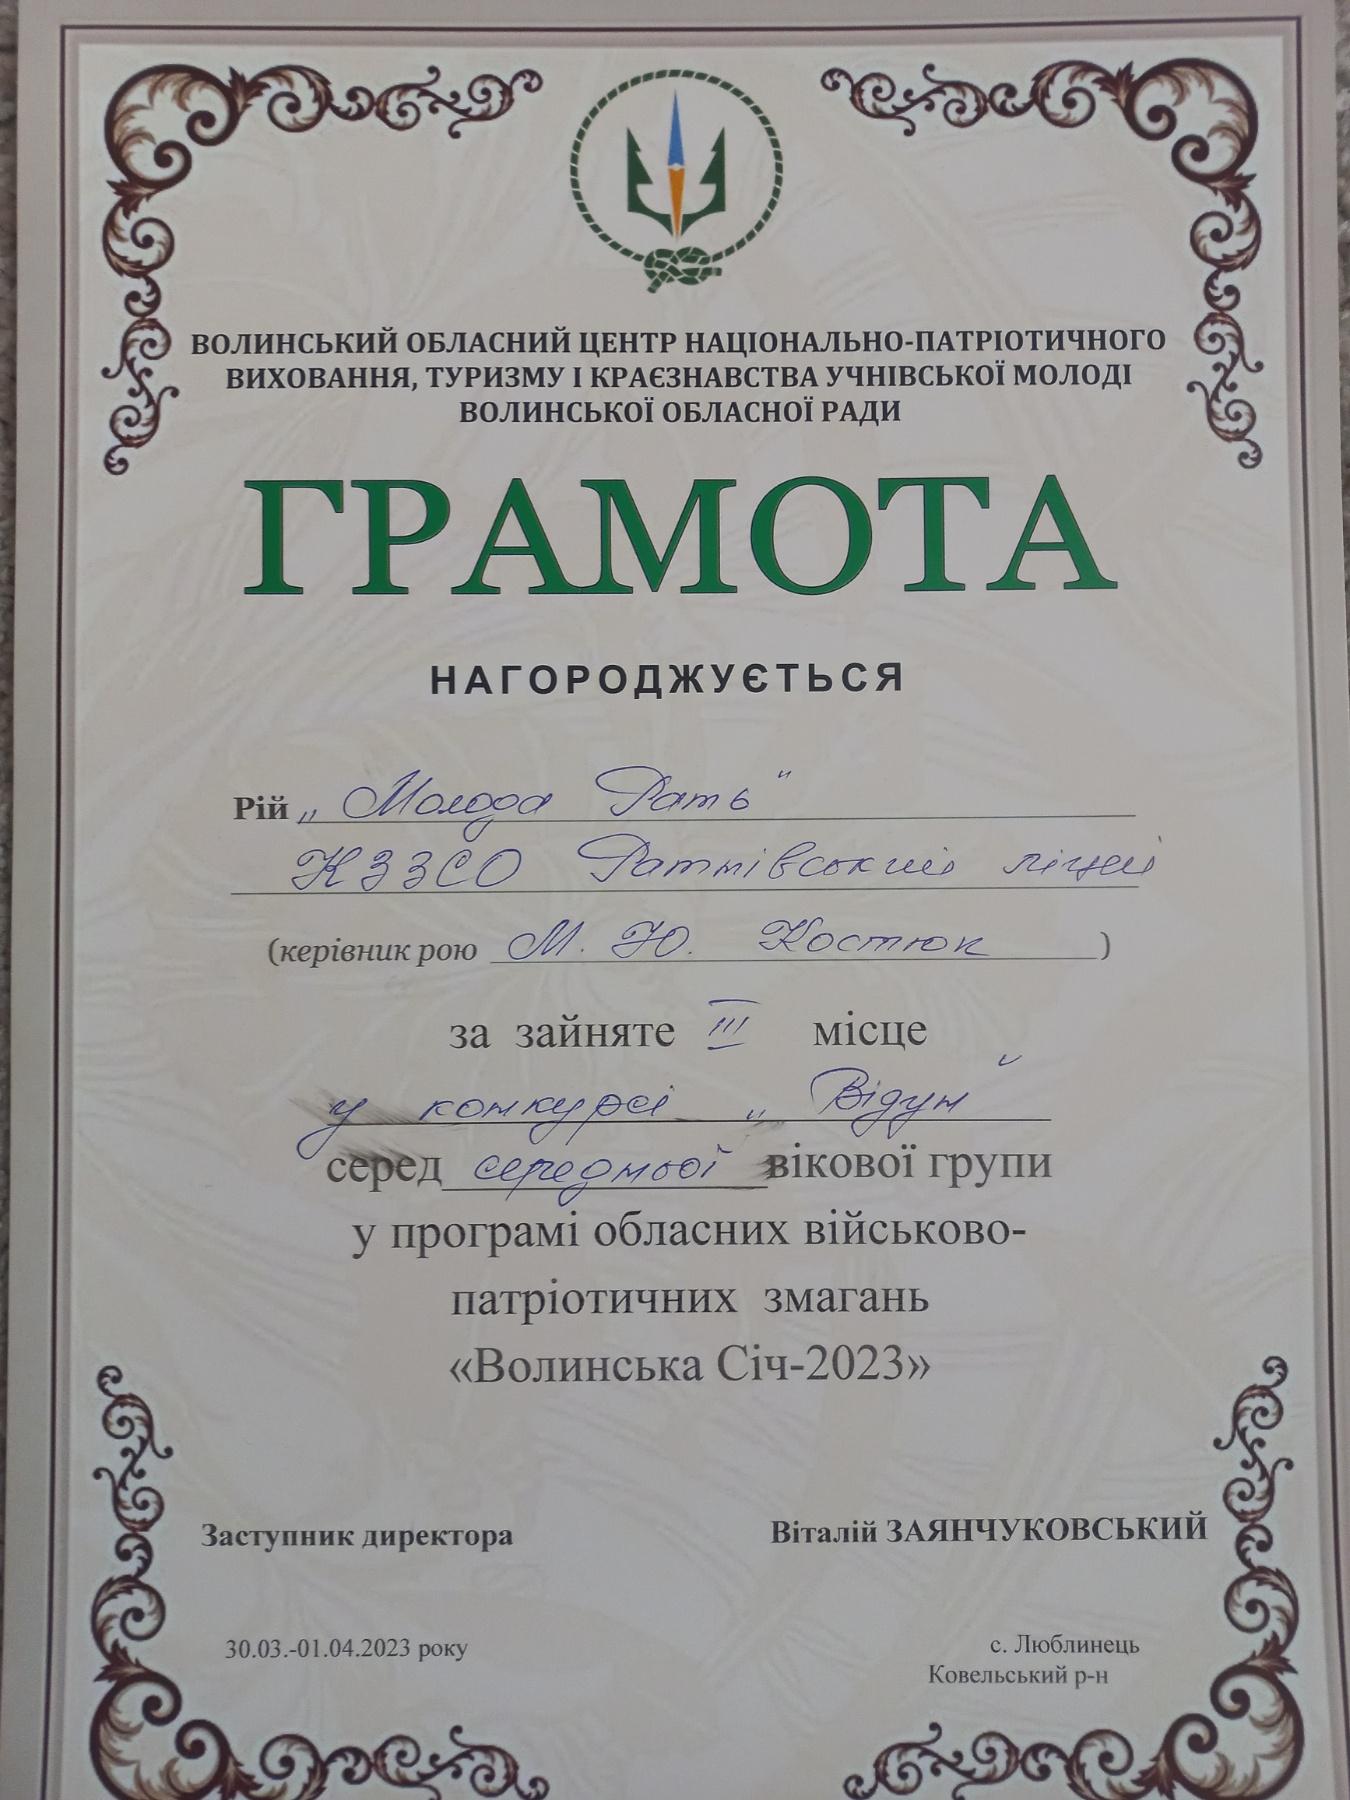 ВОЛИНСЬКИЙ ОБЛАСНИЙ ЦЕНТР НАЦІОНАЛЬНО-ПАТРІОТИЧНОГО
ВИХОВАННЯ, ТУРИЗМУ І КРАЄЗНАВСТВА УЧНІВСЬКОЇ МОЛОДІ
ВОЛИНСЬКОЇ ОБЛАСНОЇ РАДИ
ГРАМОТА
НАГОРОДЖУЄТЬСЯ
Рій „Молода Рать"
КЗЗСО Ратнівський ліцей
(керівник рою М. Ю. Костюк)
за зайняте III місце
у конкурсі „Відун"
серед середньої вікової групи
у програмі обласних військово-
патріотичних змагань
«Волинська Січ-2023»
Заступник директора Віталій ЗАЯНЧУКОВСЬКИЙ
30.03.-01.04.2023 року с. Люблинець
Ковельський р-н